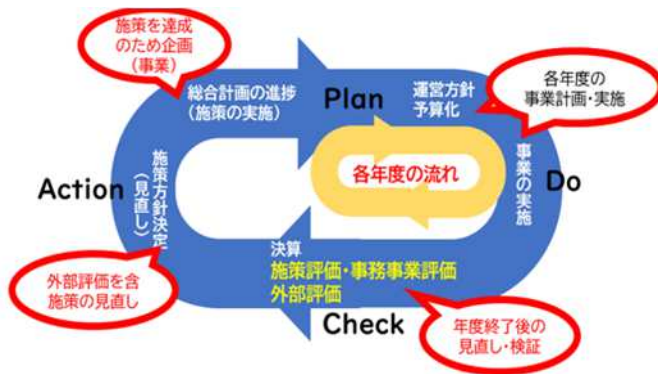 施策を達成
のため企画
（事業）
総合計画の進捗
（施策の実施）
Plan
運営方針
予算化
各年度の
事業計画・実施
各年度の流れ
事業の実施
Do
Action
施策方針決定
（見直し）
外部評価を含
施策の見直し
決算
施策評価・事務事業評価
外部評価
Check
年度終了後の
見直し・検証